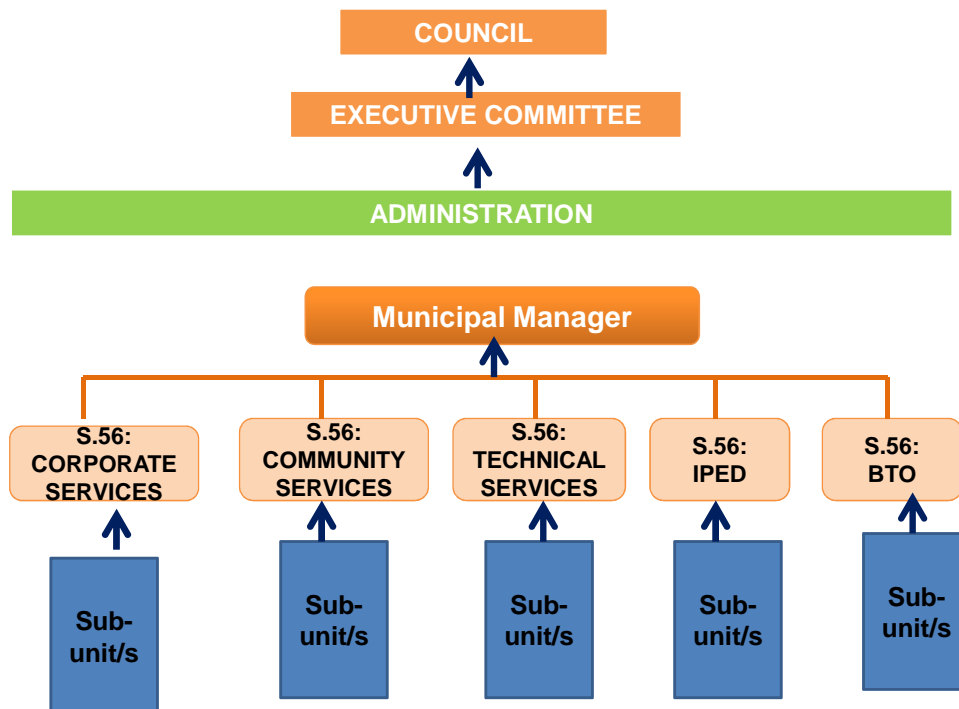 COUNCIL
EXECUTIVE COMMITTEE
ADMINISTRATION
Municipal Manager
S.56:
CORPORATE
SERVICES
S.56:
COMMUNITY
SERVICES
S.56:
TECHNICAL
SERVICES
S.56:
IPED
S.56:
BTO
Sub-
unit/s
Sub-
unit/s
Sub-
unit/s
Sub-
unit/s
Sub-
unit/s